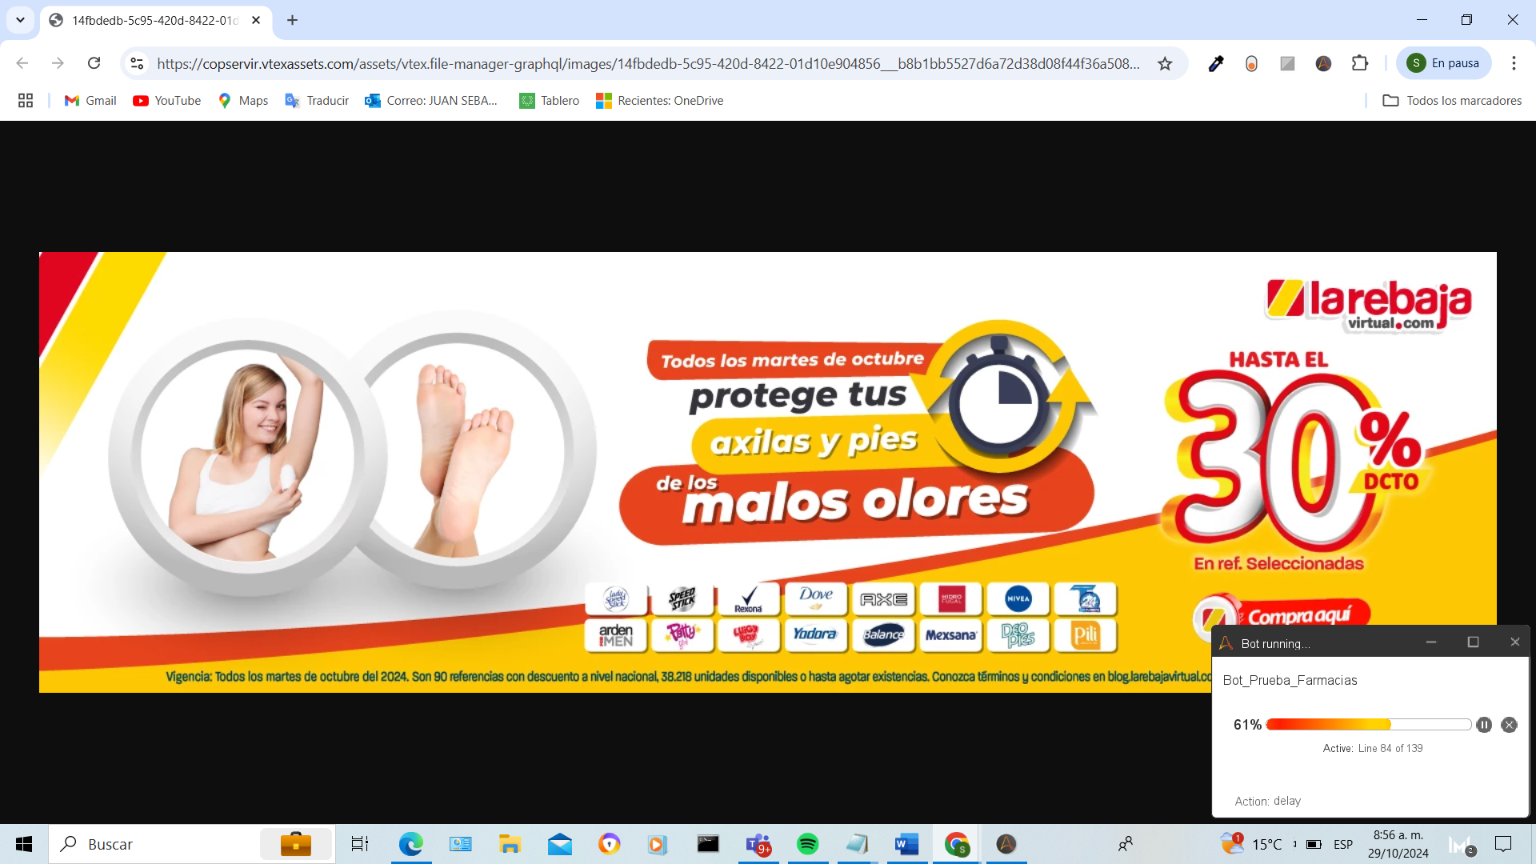 14fbdedb-5c95-420d-8422-01d
https://copservir.vtexassets.com/assets/vtex.file-manager-graphql/images/14fbdedb-5c95-420d-8422-01d10e904856___b8b1bb5527d6a72d38d08f44f36a508...
S En pausa
Gmail
YouTube
Maps
Traducir
Correo: JUAN SEBA...
Tablero
Recientes: OneDrive
Todos los marcadores
larebaja
virtual.com
Todos los martes de octubre
protege tus
axilas y pies
de los
malos olores
HASTA EL
30%
DCTO
En ref. Seleccionadas
Compra aquí
Lady Speed Stick
SPEED STICK
Rexona
Dove
AXE
HIDRO FUGAL
NIVEA
arden for MEN
Yodora
Balance
Mexsana
DEO PIES
Pili
Vigencia: Todos los martes de octubre del 2024. Son 90 referencias con descuento a nivel nacional, 38.218 unidades disponibles o hasta agotar existencias. Conozca términos y condiciones en blog.larebajavirtual.co
Bot running...
Bot_Prueba_Farmacias
61%
Active: Line 84 of 139
Action: delay
Buscar
9+
1
15°C
ESP
8:56 a. m.
29/10/2024
2